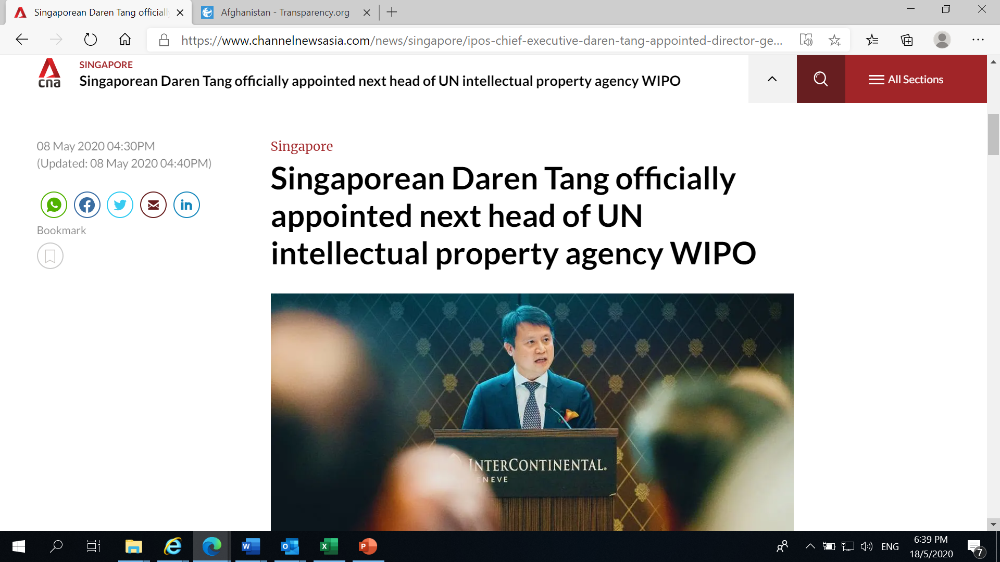 Singaporean Daren Tang officially
Afghanistan - Transparency.org
https://www.channelnewsasia.com/news/singapore/ipos-chief-executive-daren-tang-appointed-director-ge...
cna
SINGAPORE
Singaporean Daren Tang officially appointed next head of UN intellectual property agency WIPO
All Sections
08 May 2020 04:30PM
(Updated: 08 May 2020 04:40PM)
Bookmark
Singapore
Singaporean Daren Tang officially
appointed next head of UN
intellectual property agency WIPO
INTERCONTINENTAL.
ENEVE
W
O
X
P
ENG
6:39 PM
18/5/2020
7